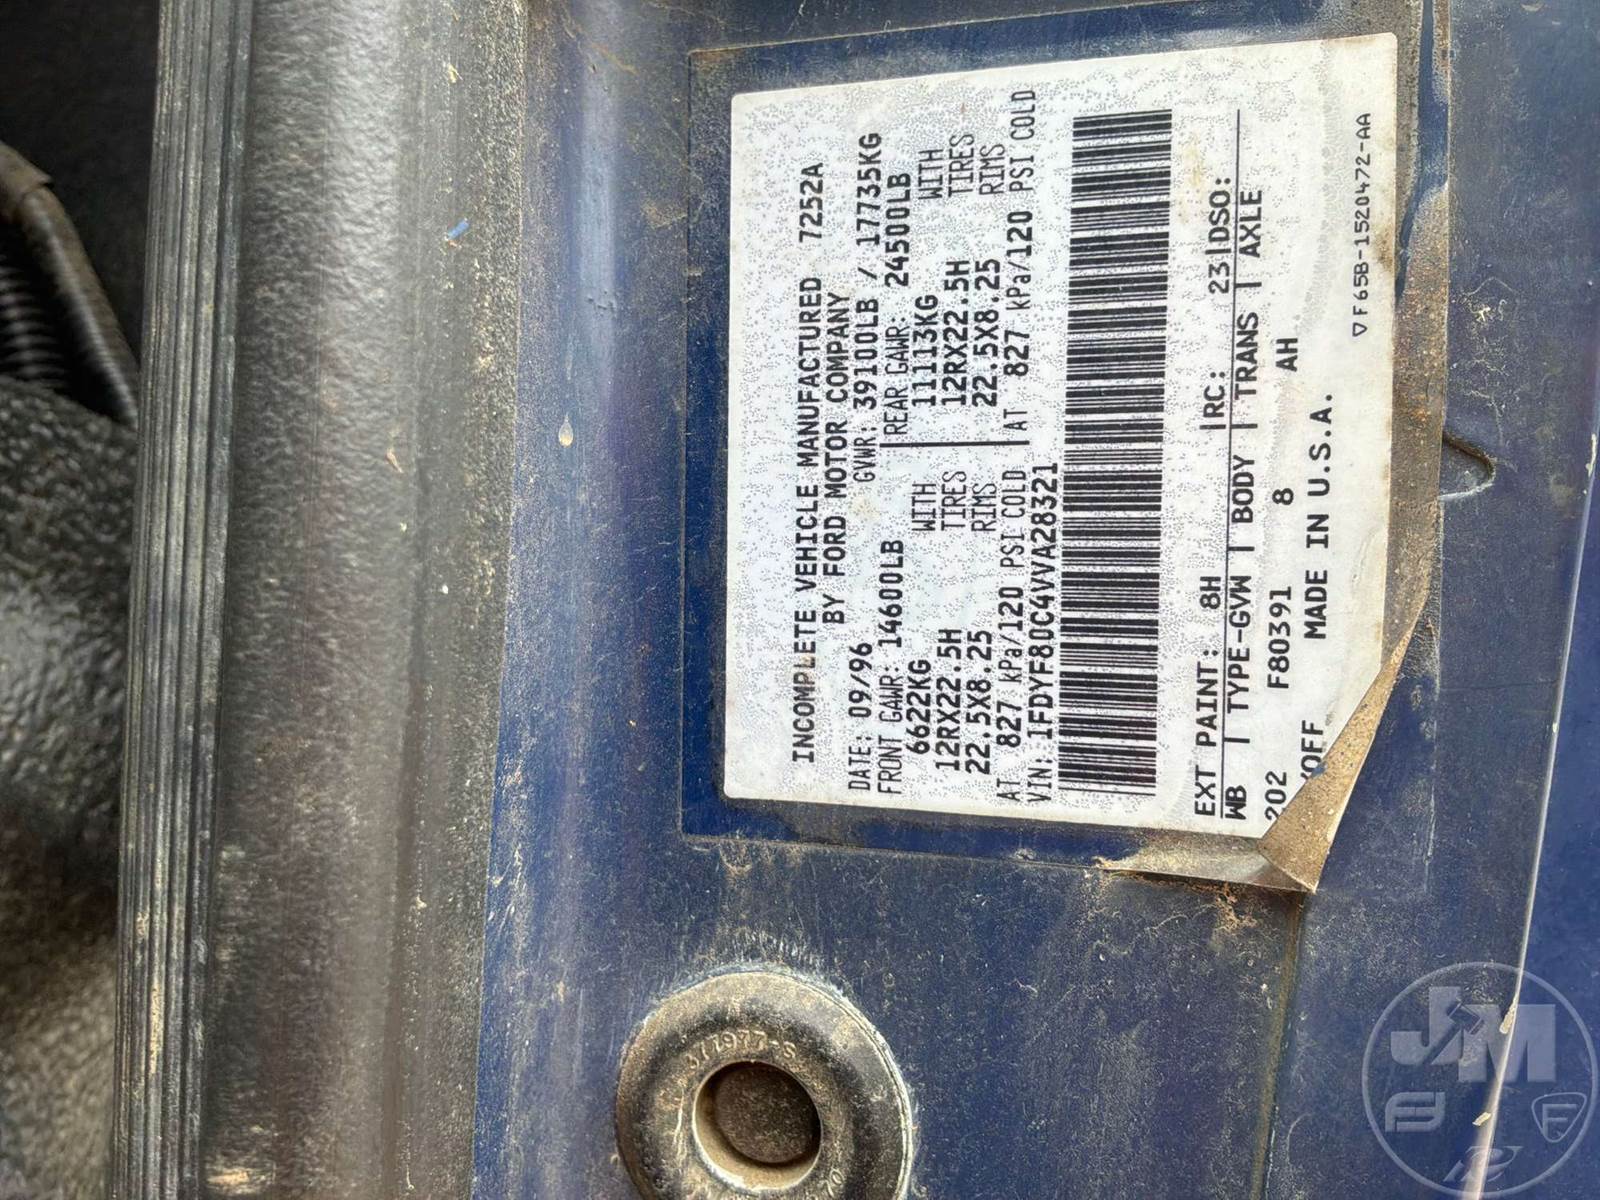 INCOMPLETE VEHICLE MANUFACTURED 7252A
BY FORD MOTOR COMPANY
DATE: 09/96 GVWR: 39100LB / 17735KG
FRONT GAWR: 14600LB REAR GAWR: 24500LB
6622KG WITH 11113KG WITH
12RX22.5H TIRES 12RX22.5H TIRES
22.5X8.25 RIMS 22.5X8.25 RIMS
AT 827 kPa/120 PSI COLD AT 827 kPa/120 PSI COLD
VIN: 1FDYF80C4VVA28321
EXT PAINT: 8H RC: 23 DSO:
WB TYPE-GVW BODY TRANS AXLE
202 F80391 8 AH
OFF MADE IN U.S.A.
F65B-1520472-AA
377977-S
JM